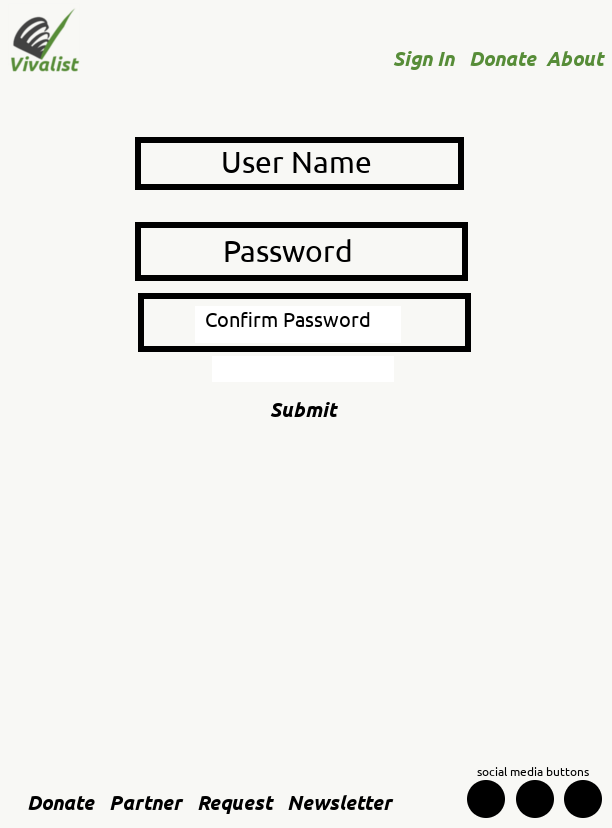 Vivalist
Sign In Donate About
User Name
Password
Confirm Password
Submit
social media buttons
Donate Partner Request Newsletter